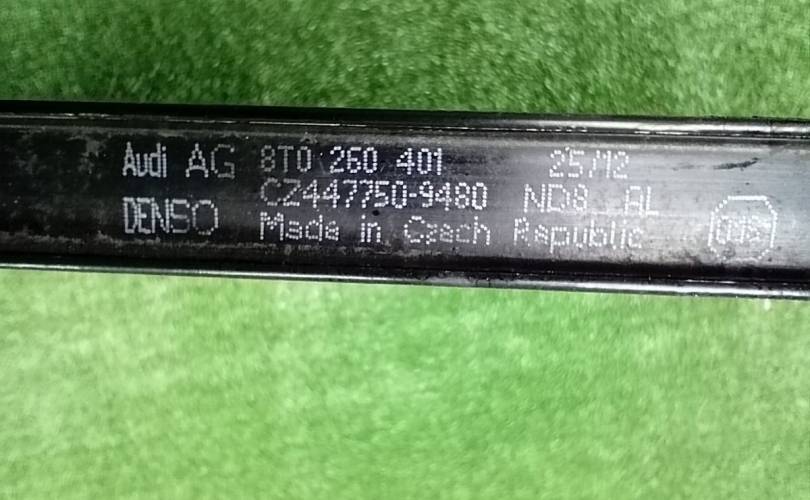 Audi AG 8T0 260 401 25/12
DENSO CZ447750-9480 ND8 AL
Made in Czech Republic